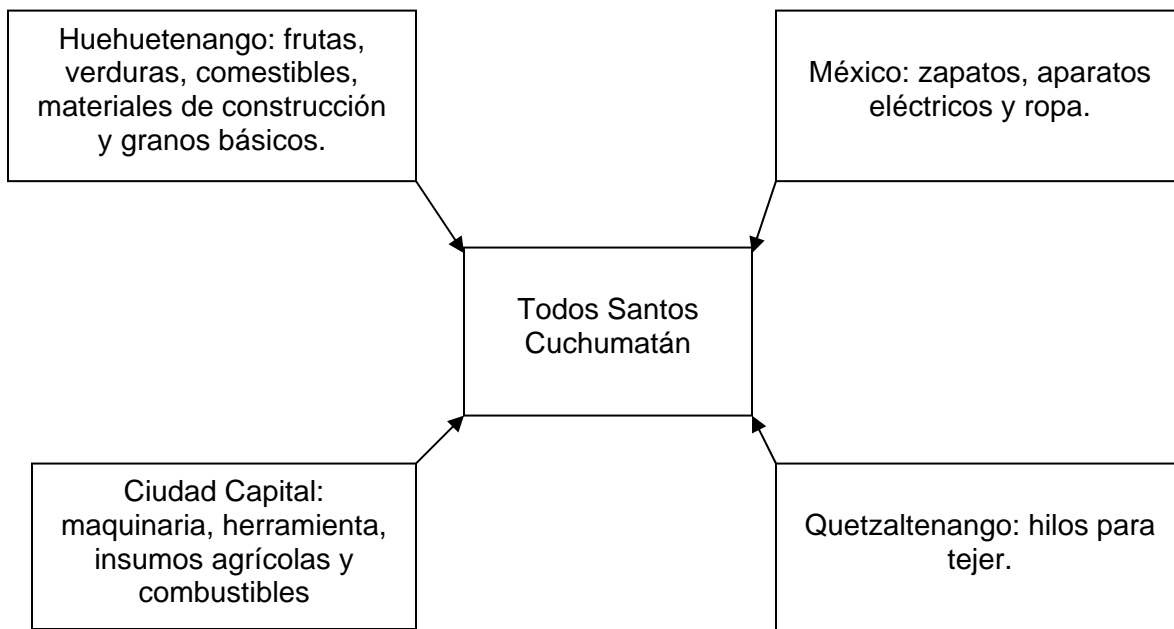 Huehuetenango: frutas,
verduras, comestibles,
materiales de construcción
y granos básicos.
México: zapatos, aparatos
eléctricos y ropa.
Todos Santos
Cuchumatán
Ciudad Capital:
maquinaria, herramienta,
insumos agrícolas y
combustibles
Quetzaltenango: hilos para
tejer.